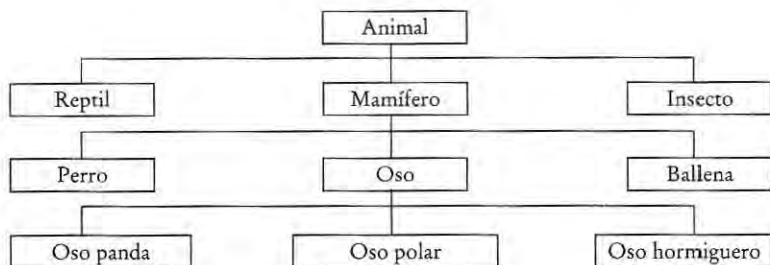 Animal
Reptil Mamífero Insecto
Perro Oso Ballena
Oso panda Oso polar Oso hormiguero